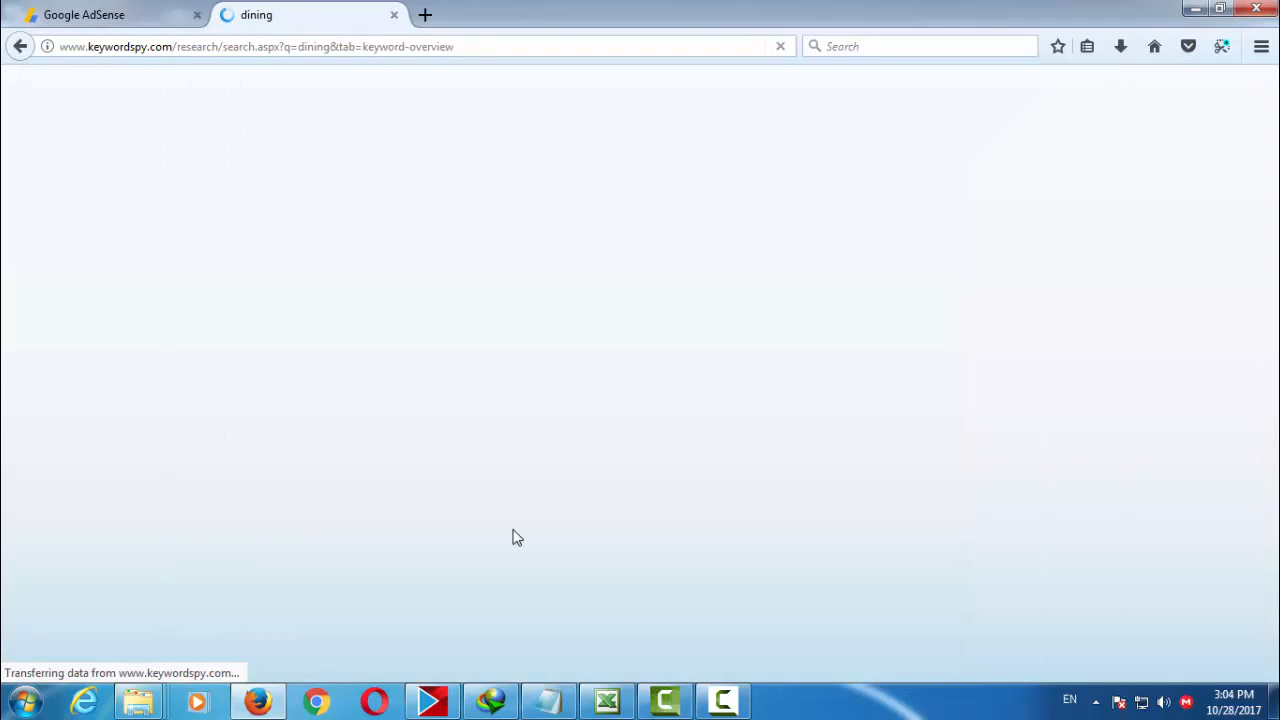 Google AdSense
dining
www.keywordspy.com/research/search.aspx?q=dining&tab=keyword-overview
Search
Transferring data from www.keywordspy.com...
EN
3:04 PM
10/28/2017